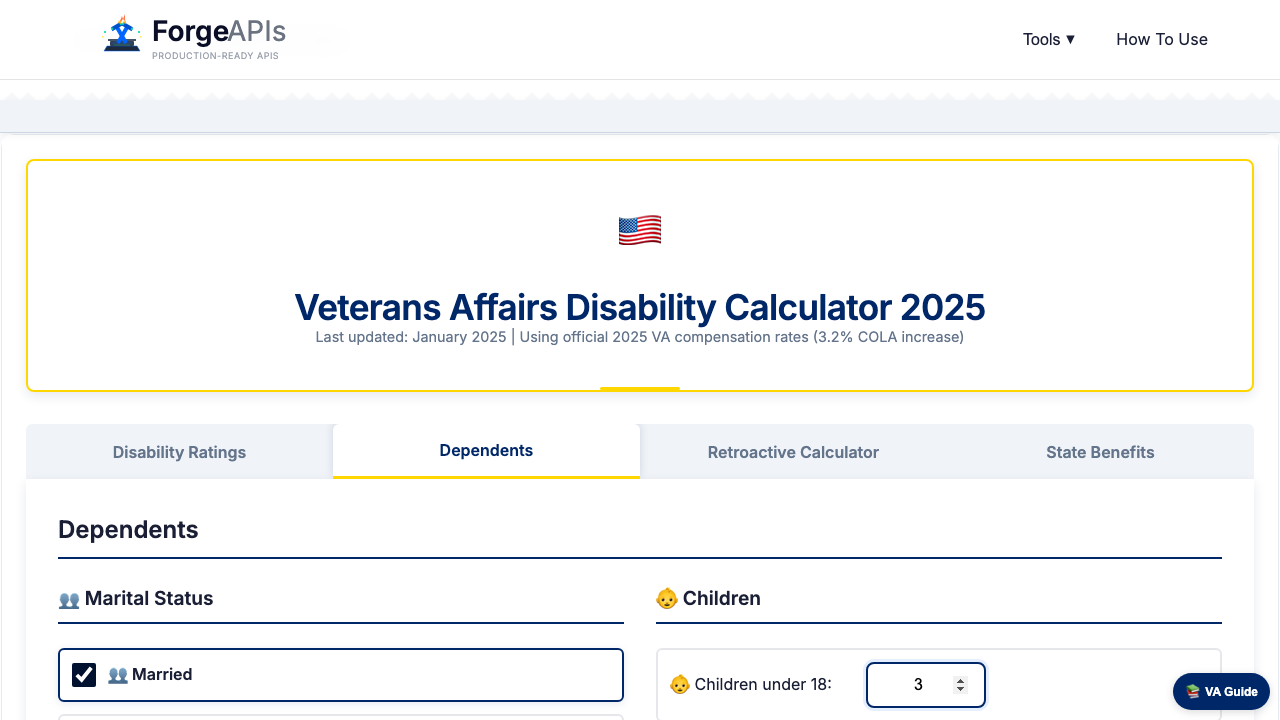 ForgeAPIs
PRODUCTION-READY APIS
Tools ▼
How To Use
Veterans Affairs Disability Calculator 2025
Last updated: January 2025 | Using official 2025 VA compensation rates (3.2% COLA increase)
Disability Ratings
Dependents
Retroactive Calculator
State Benefits
Dependents
👥 Marital Status
👥 Married
👶 Children
👶 Children under 18:
3
📚 VA Guide